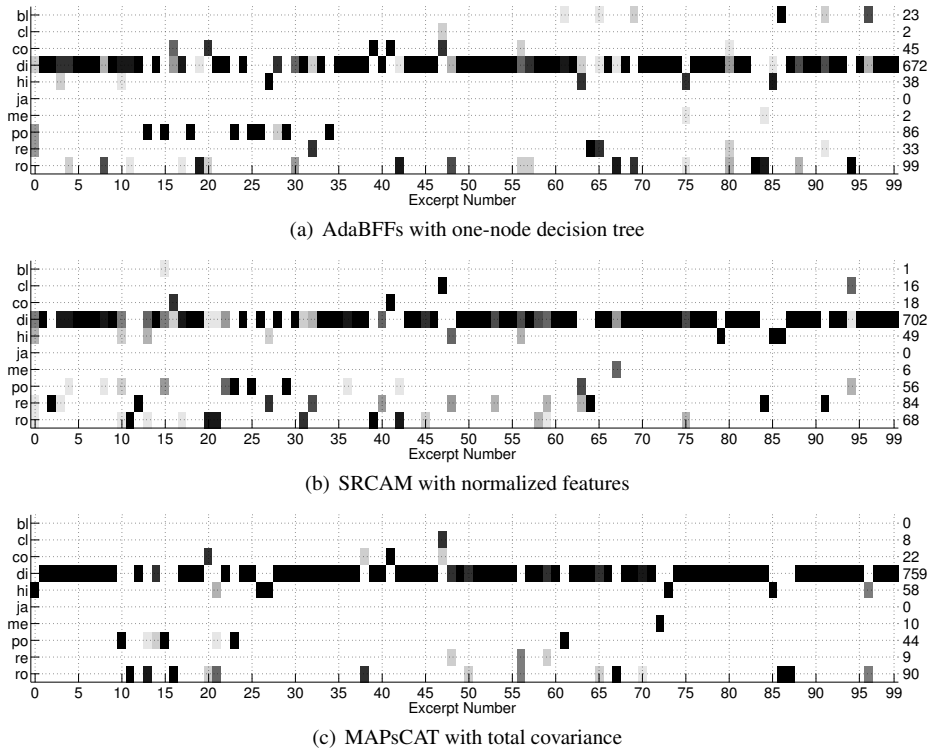 bl 23
cl 2
co 45
di 672
hi 38
ja 0
me 2
po 86
re 33
ro 99
0 5 10 15 20 25 30 35 40 45 50 55 60 65 70 75 80 85 90 95 99
Excerpt Number
(a) AdaBFFs with one-node decision tree
bl 1
cl 16
co 18
di 702
hi 49
ja 0
me 6
po 56
re 84
ro 68
0 5 10 15 20 25 30 35 40 45 50 55 60 65 70 75 80 85 90 95 99
Excerpt Number
(b) SRCAM with normalized features
bl 0
cl 8
co 22
di 759
hi 58
ja 0
me 10
po 44
re 9
ro 90
0 5 10 15 20 25 30 35 40 45 50 55 60 65 70 75 80 85 90 95 99
Excerpt Number
(c) MAPsCAT with total covariance